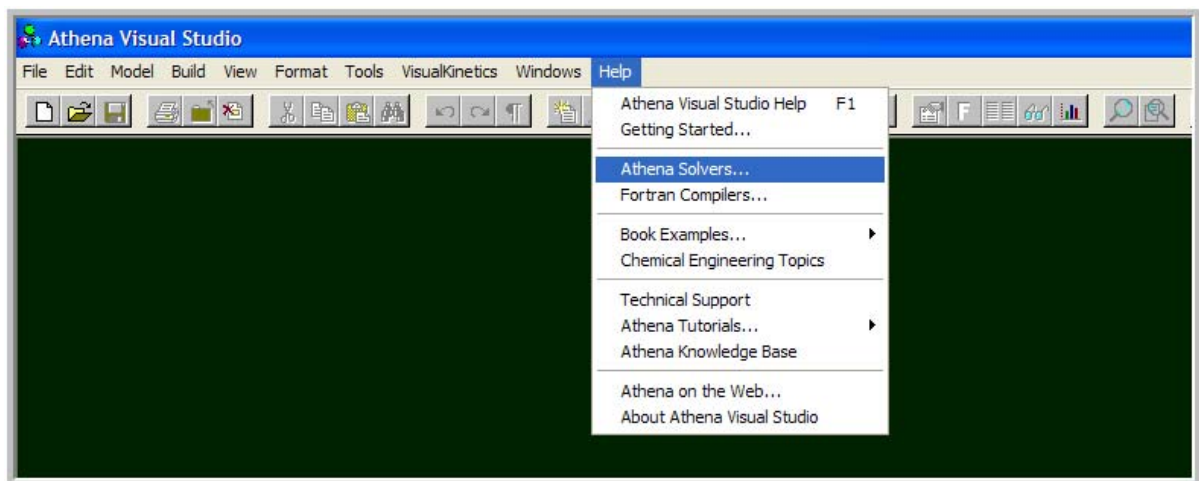 Athena Visual Studio
File Edit Model Build View Format Tools VisualKinetics Windows Help
Athena Visual Studio Help F1
Getting Started...
Athena Solvers...
Fortran Compilers...
Book Examples...
Chemical Engineering Topics
Technical Support
Athena Tutorials...
Athena Knowledge Base
Athena on the Web...
About Athena Visual Studio